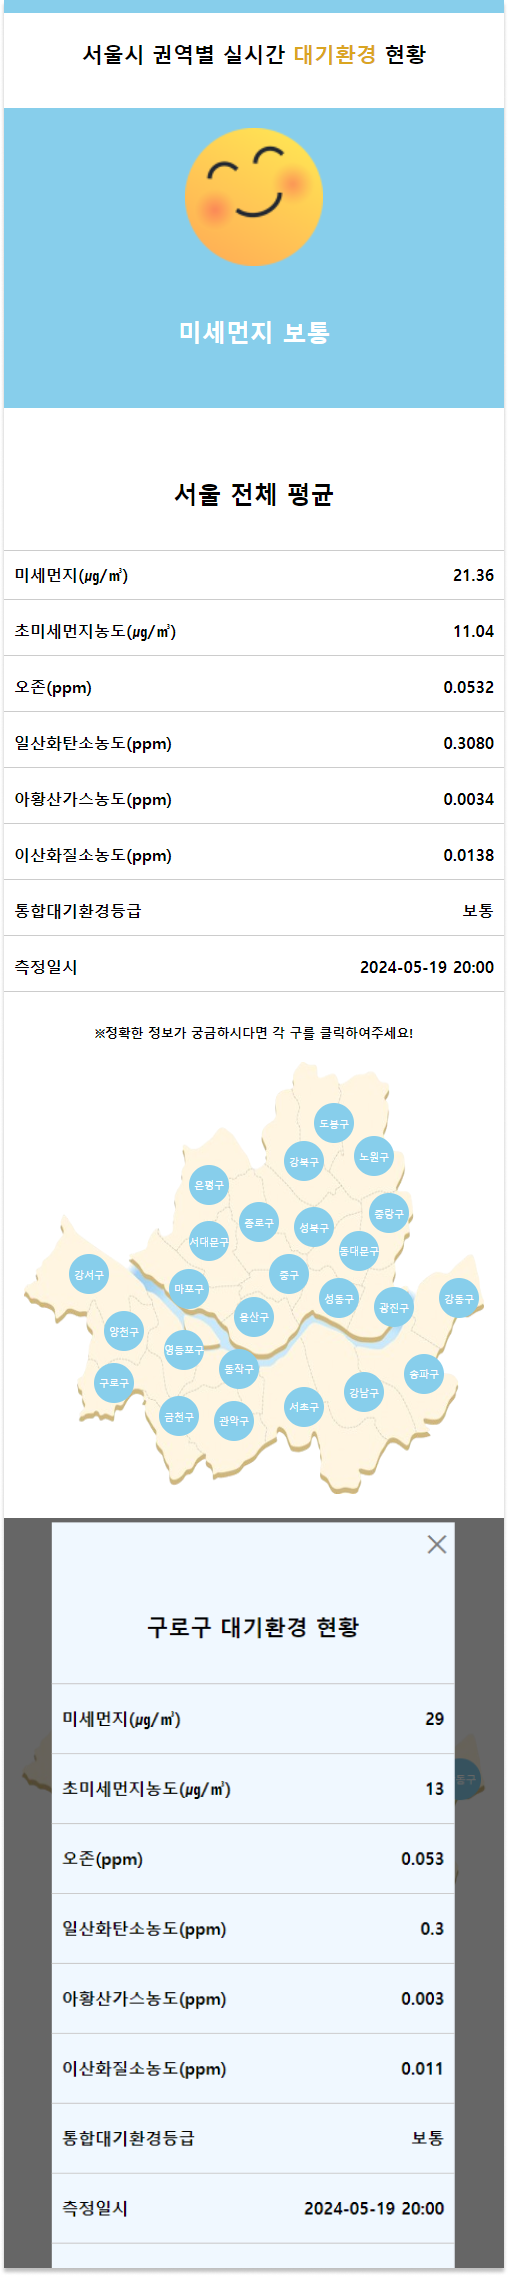 서울시 권역별 실시간 대기환경 현황
미세먼지 보통
서울 전체 평균
미세먼지(㎍/㎥) 21.36
초미세먼지농도(㎍/㎥) 11.04
오존(ppm) 0.0532
일산화탄소농도(ppm) 0.3080
아황산가스농도(ppm) 0.0034
이산화질소농도(ppm) 0.0138
통합대기환경등급 보통
측정일시 2024-05-19 20:00
※정확한 정보가 궁금하시다면 각 구를 클릭하여주세요!
도봉구
강북구
노원구
은평구
종로구
성북구
중랑구
서대문구
동대문구
강서구
마포구
중구
성동구
광진구
강동구
용산구
양천구
영등포구
동작구
구로구
송파구
강남구
서초구
금천구
관악구
구로구 대기환경 현황
미세먼지(㎍/㎥) 29
초미세먼지농도(㎍/㎥) 13
동구
오존(ppm) 0.053
일산화탄소농도(ppm) 0.3
아황산가스농도(ppm) 0.003
이산화질소농도(ppm) 0.011
통합대기환경등급 보통
측정일시 2024-05-19 20:00